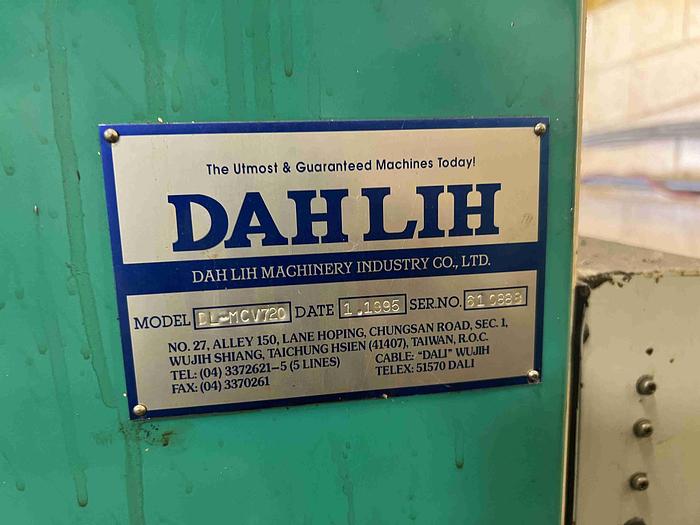 The Utmost & Guaranteed Machines Today!
DAH LIH
DAH LIH MACHINERY INDUSTRY CO., LTD.
MODEL DL-MCV720 DATE 1.1995 SER.NO.
NO. 27, ALLEY 150, LANE HOPING, CHUNGSAN ROAD, SEC. 1,
WUJIH SHIANG, TAICHUNG HSIEN (41407), TAIWAN, R.O.C.
TEL: (04) 3372621-5 (5 LINES) CABLE: "DALI" WUJIH
FAX: (04) 3370261 TELEX: 51570 DALI